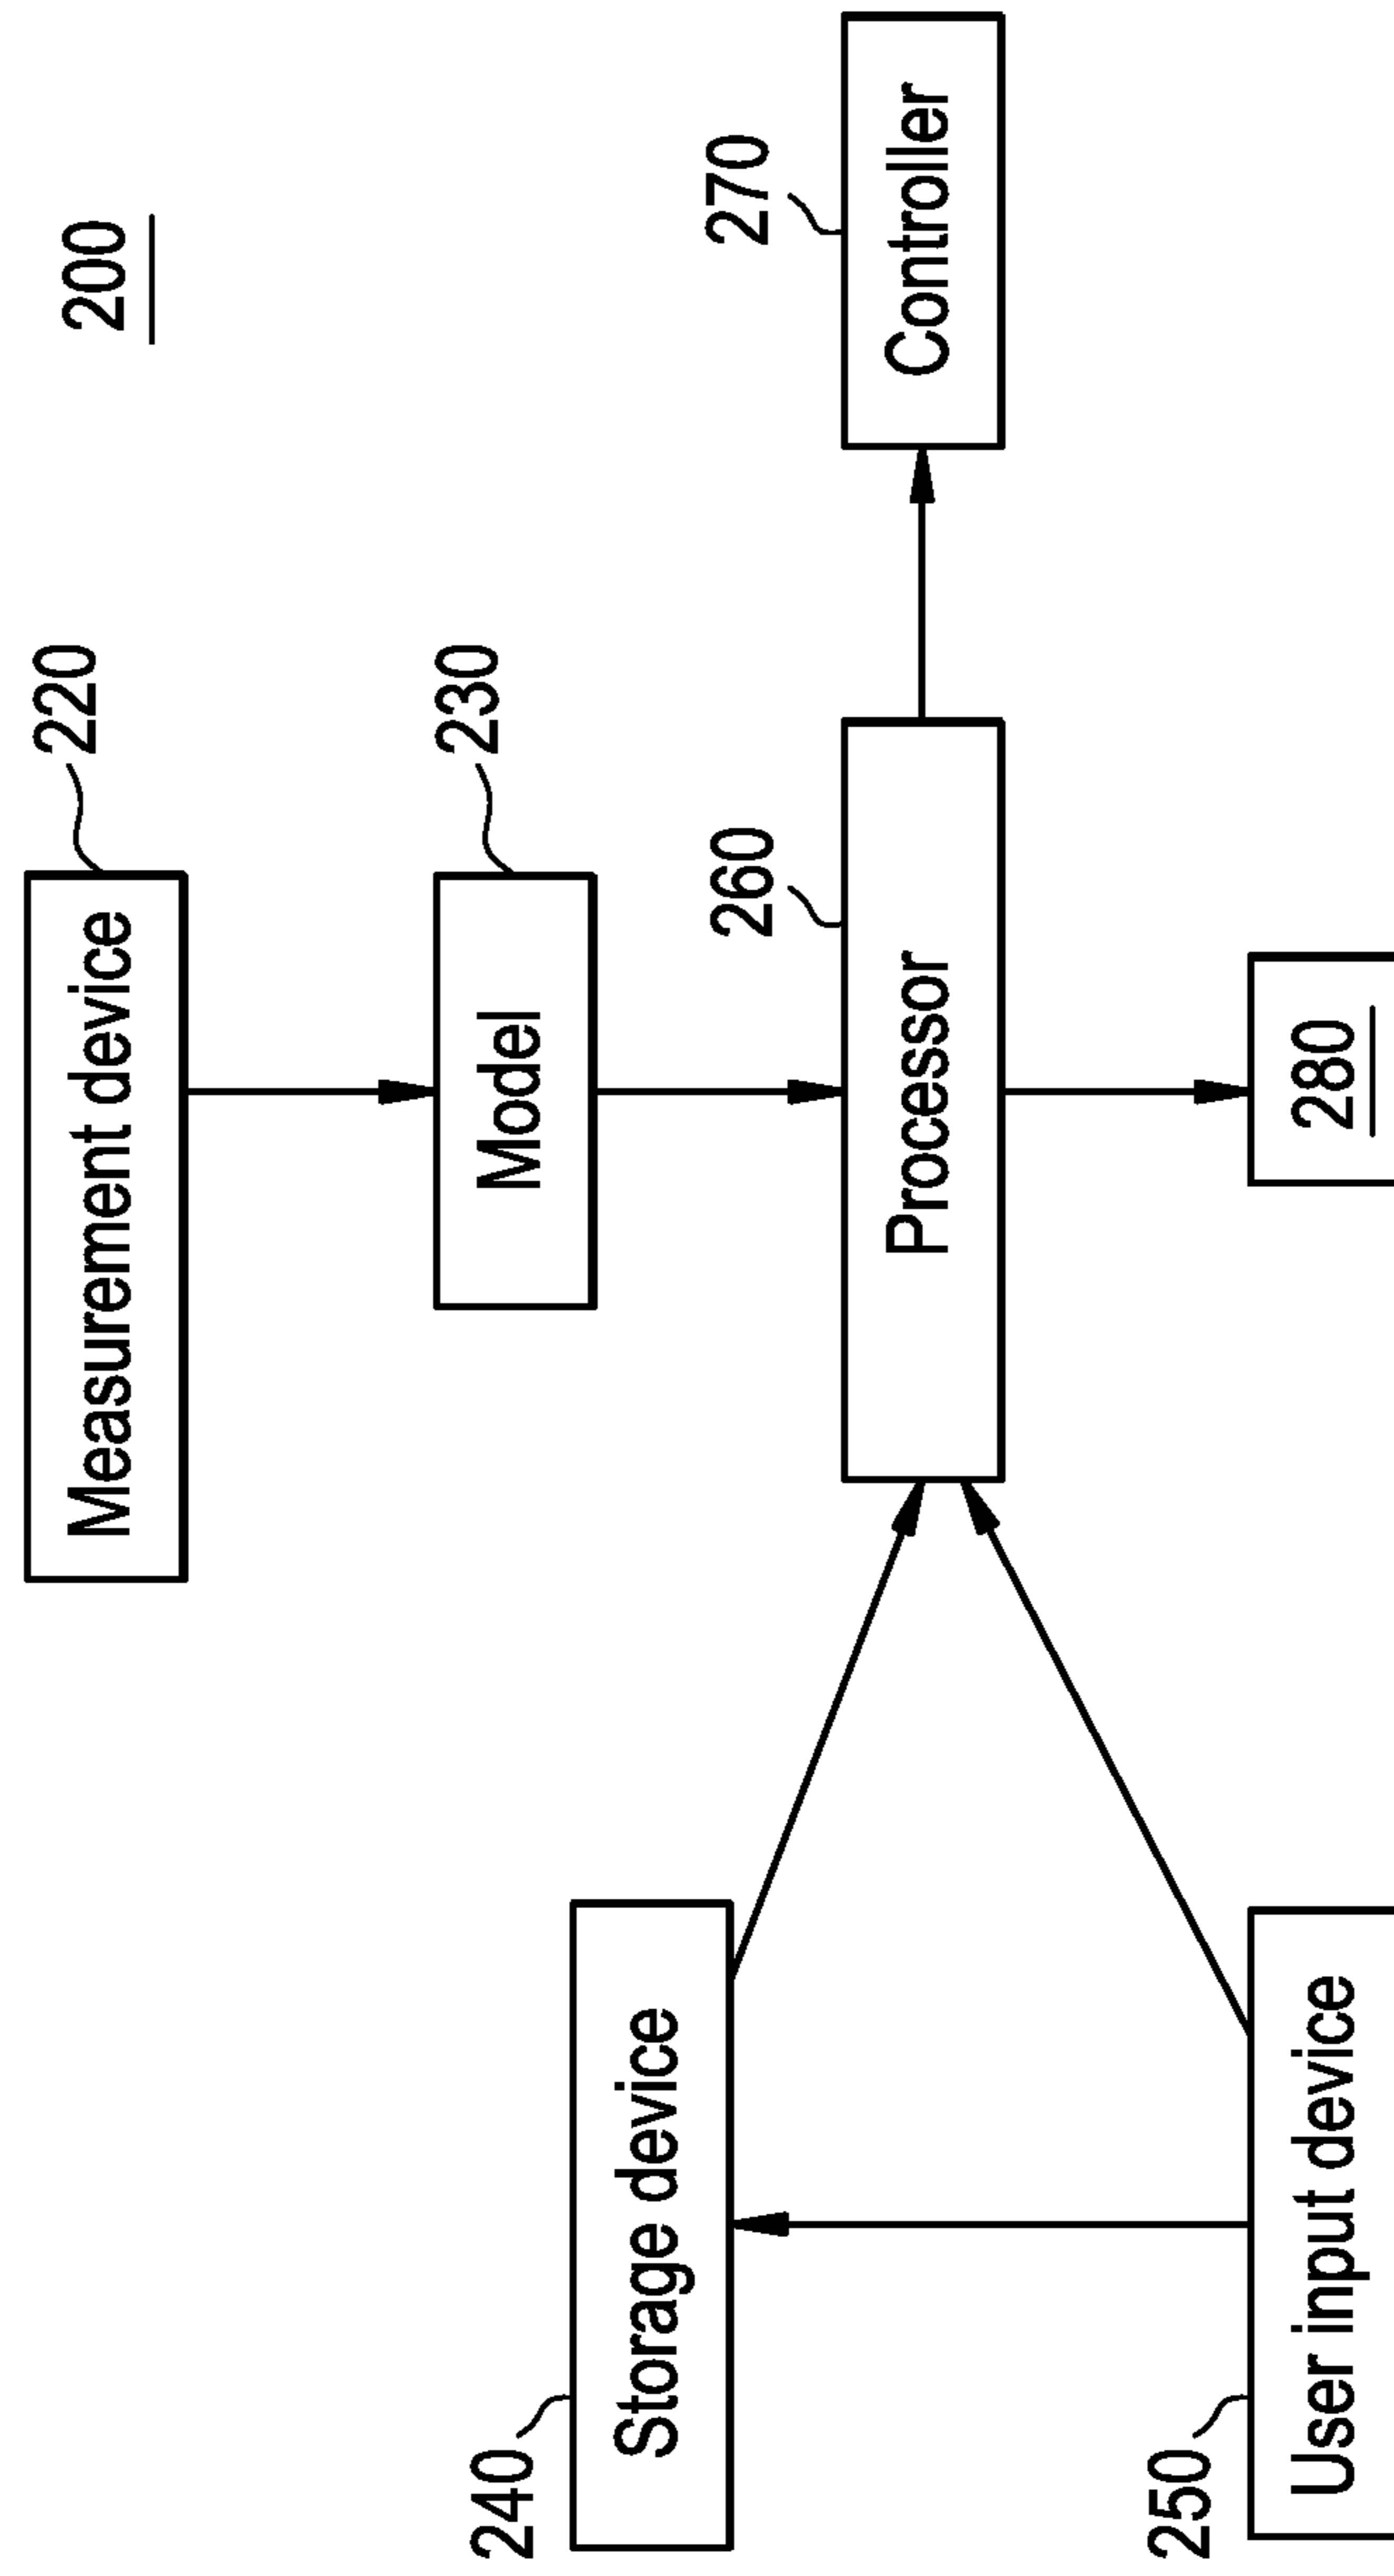 200
Measurement device
220
Model
230
240
Storage device
260
270
Processor
Controller
250
User input device
280